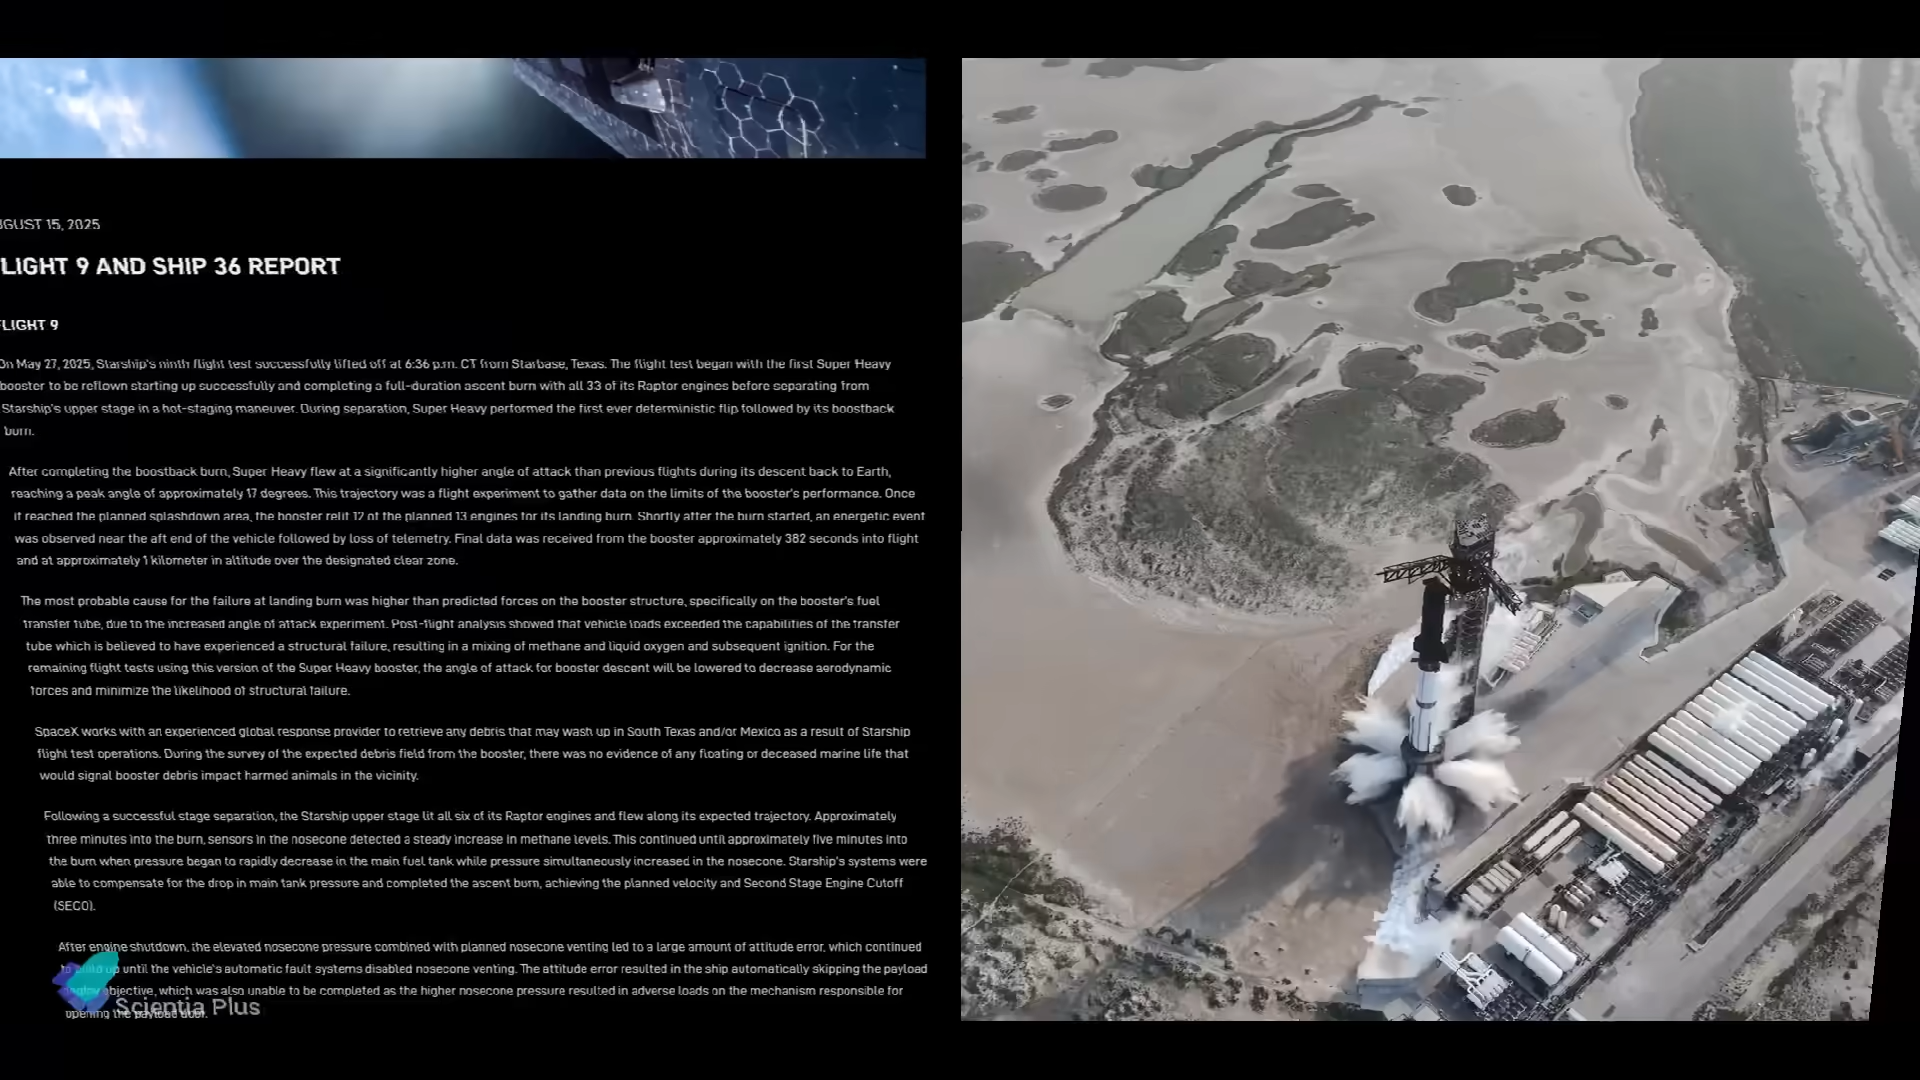 GUST 15, 2025
LIGHT 9 AND SHIP 36 REPORT
LIGHT 9
On May 27, 2025, Starship's ninth flight test successfully lifted off at 6:36 p.m. CT from Starbase, Texas. The flight test began with the first Super Heavy
booster to be reflown starting up successfully and completing a full-duration ascent burn with all 33 of its Raptor engines before separating from
Starship's upper stage in a hot-staging maneuver. During separation, Super Heavy performed the first ever deterministic flip followed by its boostback
burn.
After completing the boostback burn, Super Heavy flew at a significantly higher angle of attack than previous flights during its descent back to Earth,
reaching a peak angle of approximately 17 degrees. This trajectory was a flight experiment to gather data on the limits of the booster's performance. Once
it reached the planned splashdown area, the booster relit 12 of the planned 13 engines for its landing burn. Shortly after the burn started, an energetic event
was observed near the aft end of the vehicle followed by loss of telemetry. Final data was received from the booster approximately 382 seconds into flight
and at approximately 1 kilometer in altitude over the designated clear zone.
The most probable cause for the failure at landing burn was higher than predicted forces on the booster structure, specifically on the booster's fuel
transfer tube, due to the increased angle of attack experiment. Post-flight analysis showed that vehicle loads exceeded the capabilities of the transfer
tube which is believed to have experienced a structural failure, resulting in a mixing of methane and liquid oxygen and subsequent ignition. For the
remaining flight tests using this version of the Super Heavy booster, the angle of attack for booster descent will be lowered to decrease aerodynamic
forces and minimize the likelihood of structural failure.
SpaceX works with an experienced global response provider to retrieve any debris that may wash up in South Texas and/or Mexico as a result of Starship
flight test operations. During the survey of the expected debris field from the booster, there was no evidence of any floating or deceased marine life that
would signal booster debris impact harmed animals in the vicinity.
Following a successful stage separation, the Starship upper stage lit all six of its Raptor engines and flew along its expected trajectory. Approximately
three minutes into the burn, sensors in the nosecone detected a steady increase in methane levels. This continued until approximately five minutes into
the burn when pressure began to rapidly decrease in the main fuel tank while pressure simultaneously increased in the nosecone. Starship's systems were
able to compensate for the drop in main tank pressure and completed the ascent burn, achieving the planned velocity and Second Stage Engine Cutoff
(SECO).
After engine shutdown, the elevated nosecone pressure combined with planned nosecone venting led to a large amount of attitude error, which continued
to build up until the vehicle's automatic fault systems disabled nosecone venting. The attitude error resulted in the ship automatically skipping the payload
objective, which was also unable to be completed as the higher nosecone pressure resulted in adverse loads on the mechanism responsible for
opening the payload door.
Scientia Plus